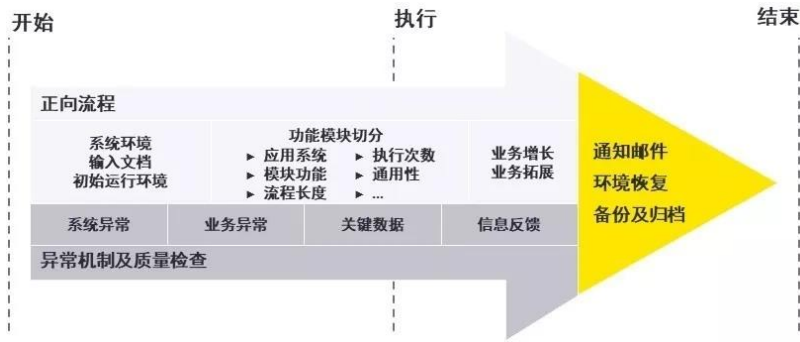 开始
执行
结束
正向流程
系统环境
输入文档
初始运行环境
功能模块切分
► 应用系统
► 执行次数
► 模块功能
► 通用性
► 流程长度
► ...
业务增长
业务拓展
通知邮件
环境恢复
备份及归档
系统异常
业务异常
关键数据
信息反馈
异常机制及质量检查